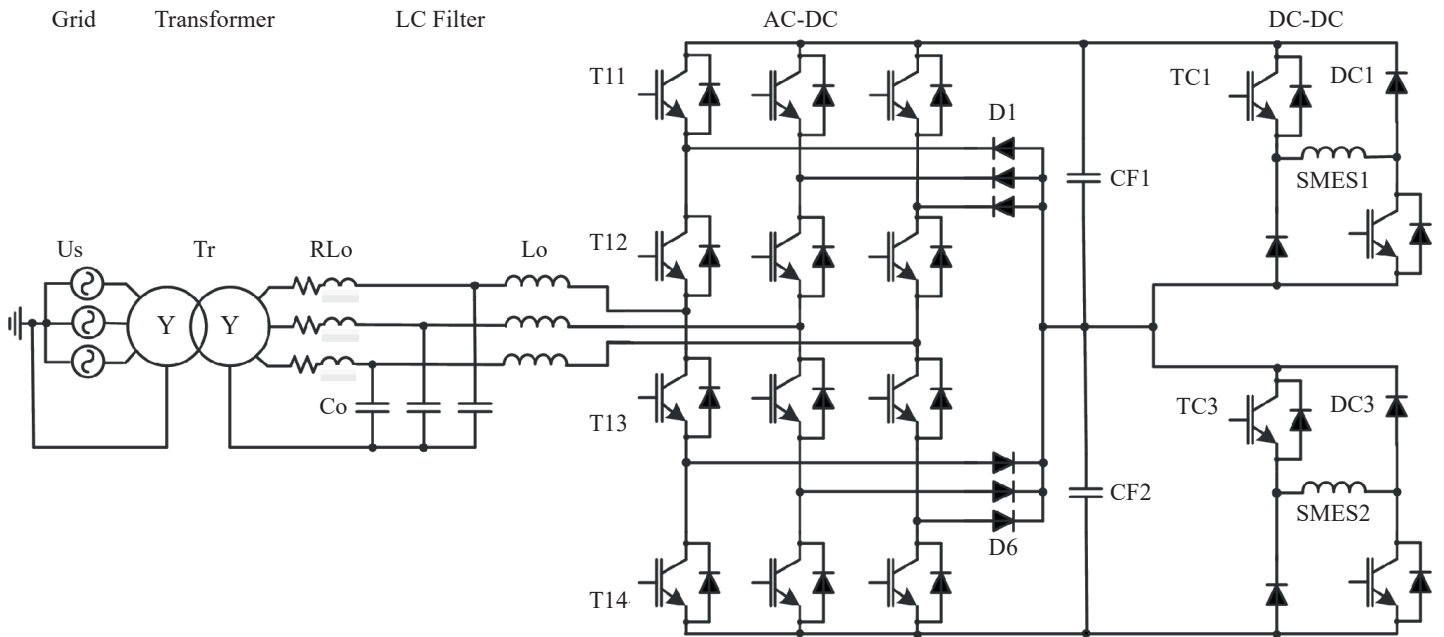 Grid Transformer LC Filter AC-DC DC-DC
T11
TC1
DC1
D1
CF1
SMES1
T12
Us Tr RLo Lo
Y Y
Co
T13
TC3
DC3
CF2
SMES2
D6
T14